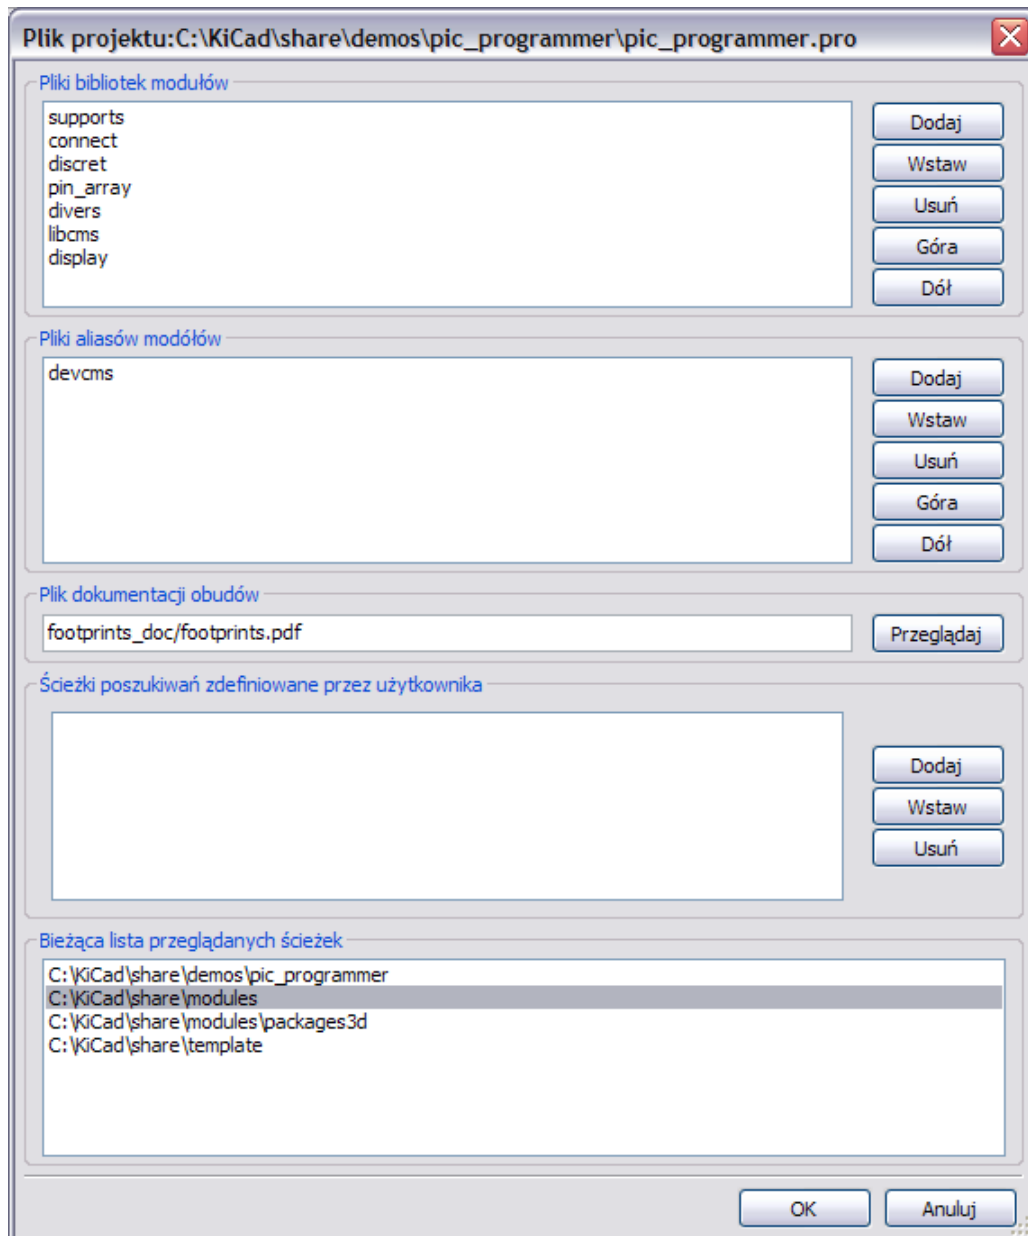 Plik projektu:C:\KiCad\share\demos\pic_programmer\pic_programmer.pro
Pliki bibliotek modułów
supports
connect
discret
pin_array
divers
libcms
display
Dodaj
Wstaw
Usuń
Góra
Dół
Pliki aliasów modółów
devcms
Dodaj
Wstaw
Usuń
Góra
Dół
Plik dokumentacji obudów
footprints_doc/footprints.pdf
Przeglądaj
Ścieżki poszukiwań zdefiniowane przez użytkownika
Dodaj
Wstaw
Usuń
Bieżąca lista przeglądanych ścieżek
C:\KiCad\share\demos\pic_programmer
C:\KiCad\share\modules
C:\KiCad\share\modules\packages3d
C:\KiCad\share\template
OK
Anuluj